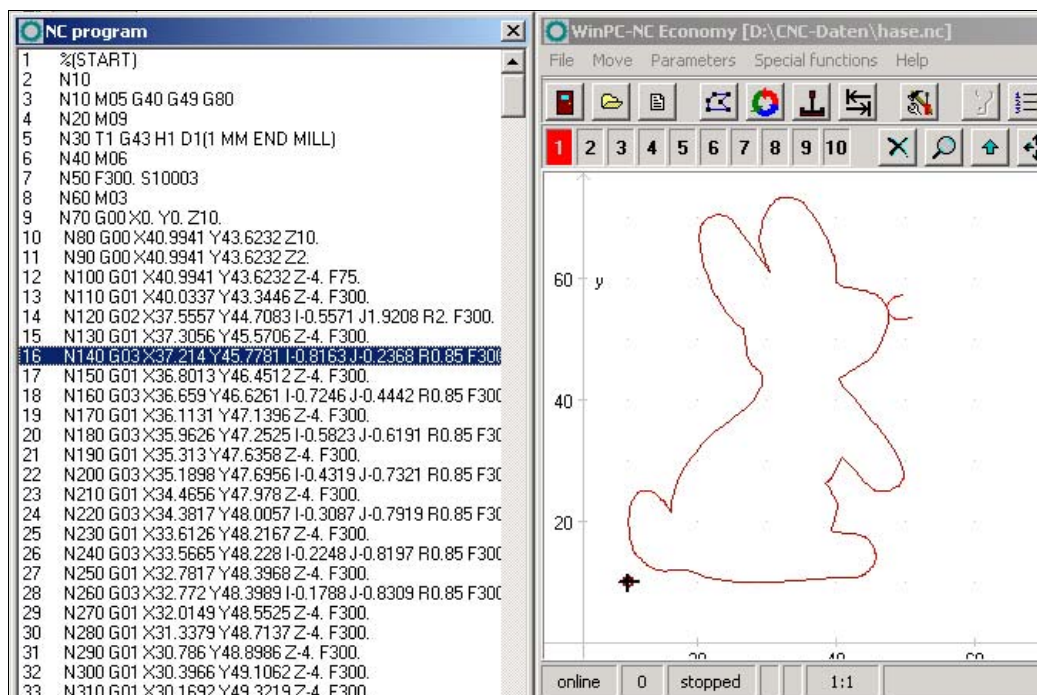 NC program
1 %(START)
2 N10
3 N10 M05 G40 G49 G80
4 N20 M09
5 N30 T1 G43 H1 D1(1 MM END MILL)
6 N40 M06
7 N50 F300. S10003
8 N60 M03
9 N70 G00 X0. Y0. Z10.
10 N80 G00 X40.9941 Y43.6232 Z10.
11 N90 G00 X40.9941 Y43.6232 Z2.
12 N100 G01 X40.9941 Y43.6232 Z-4. F75.
13 N110 G01 X40.0337 Y43.3446 Z-4. F300.
14 N120 G02 X37.5557 Y44.7083 I-0.5571 J1.9208 R2. F300.
15 N130 G01 X37.3056 Y45.5706 Z-4. F300.
16 N140 G03 X37.214 Y45.7781 I-0.8163 J-0.2368 R0.85 F300
17 N150 G01 X36.8013 Y46.4512 Z-4. F300.
18 N160 G03 X36.659 Y46.6261 I-0.7246 J-0.4442 R0.85 F300
19 N170 G01 X36.1131 Y47.1396 Z-4. F300.
20 N180 G03 X35.9626 Y47.2525 I-0.5823 J-0.6191 R0.85 F30
21 N190 G01 X35.313 Y47.6358 Z-4. F300.
22 N200 G03 X35.1898 Y47.6956 I-0.4319 J-0.7321 R0.85 F30
23 N210 G01 X34.4656 Y47.978 Z-4. F300.
24 N220 G03 X34.3817 Y48.0057 I-0.3087 J-0.7919 R0.85 F30
25 N230 G01 X33.6126 Y48.2167 Z-4. F300.
26 N240 G03 X33.5665 Y48.228 I-0.2248 J-0.8197 R0.85 F300
27 N250 G01 X32.7817 Y48.3968 Z-4. F300.
28 N260 G03 X32.772 Y48.3989 I-0.1788 J-0.8309 R0.85 F300
29 N270 G01 X32.0149 Y48.5525 Z-4. F300.
30 N280 G01 X31.3379 Y48.7137 Z-4. F300.
31 N290 G01 X30.786 Y48.8986 Z-4. F300.
32 N300 G01 X30.3966 Y49.1062 Z-4. F300.
33 N310 G01 X30.1692 Y49.3219 Z-4. F300.
WinPC-NC Economy [D:\CNC-Daten\hase.nc]
File Move Parameters Special functions Help
1 2 3 4 5 6 7 8 9 10
60 y
40
20
20 40 60
online 0 stopped 1:1